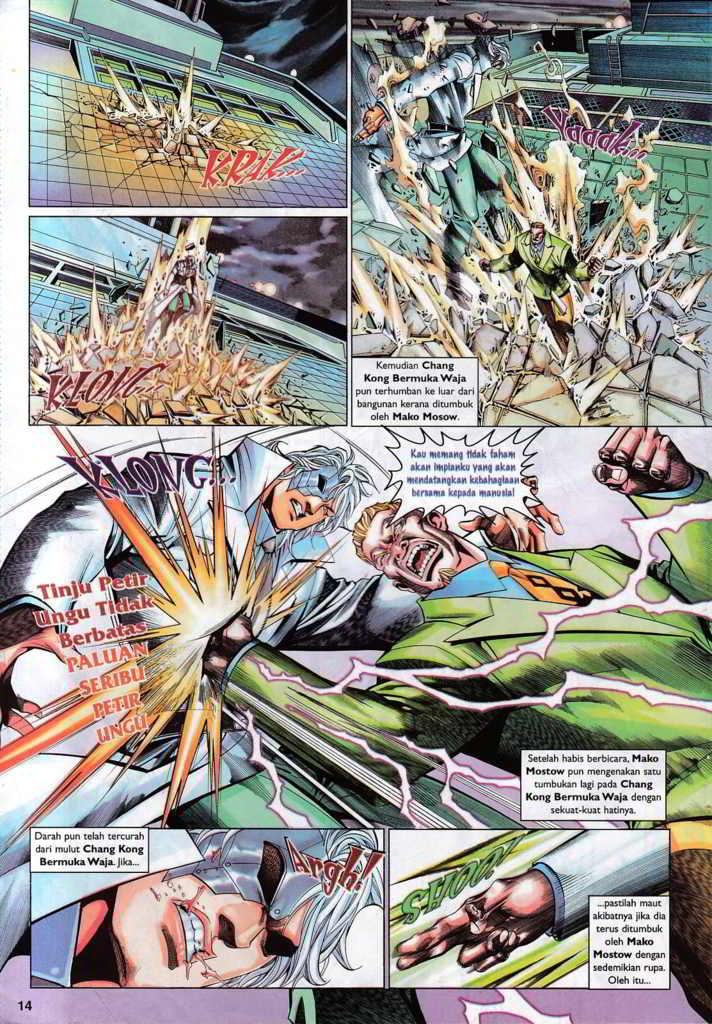 KRIK...
Yaaak...
KLONG...
Kemudian Chang
Kong Bermuka Waja
pun terhumban ke luar dari
bangunan kerana ditumbuk
oleh Mako Mosow.
KLONG...
Kau memang tidak faham
akan impianku yang akan
mendatangkan kebahagiaan
bersama kepada manusia!
Tinju Petir
Ungu Tidak
Berbatas
PALUAN
SERIBU
PETIR
UNGU
Setelah habis berbicara, Mako
Mostow pun mengenakan satu
tumbukan lagi pada Chang
Kong Bermuka Waja dengan
sekuat-kuat hatinya.
Darah pun telah tercurah
dari mulut Chang Kong
Bermuka Waja. Jika...
Argh!
SHOO!
...pastilah maut
akibatnya jika dia
terus ditumbuk
oleh Mako
Mostow dengan
sedemikian rupa.
Oleh itu...
14